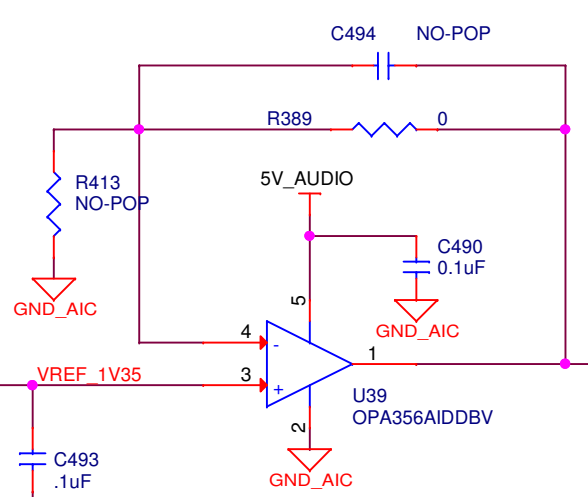 C494 NO-POP
R389 0
5V_AUDIO
R413
NO-POP
C490
0.1uF
GND_AIC
5
GND_AIC
4
-
1
VREF_1V35
3
+
U39
OPA356AIDDBV
2
C493
.1uF
GND_AIC